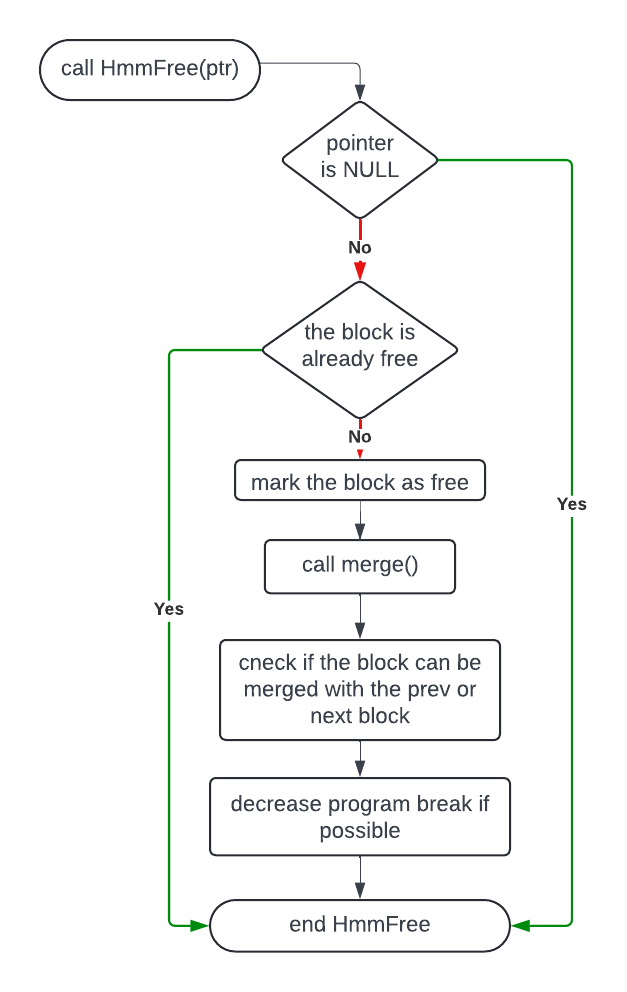 call HmmFree(ptr)
pointer
is NULL
No
the block is
already free
No
mark the block as free
Yes
call merge()
Yes
cneck if the block can be
merged with the prev or
next block
decrease program break if
possible
end HmmFree